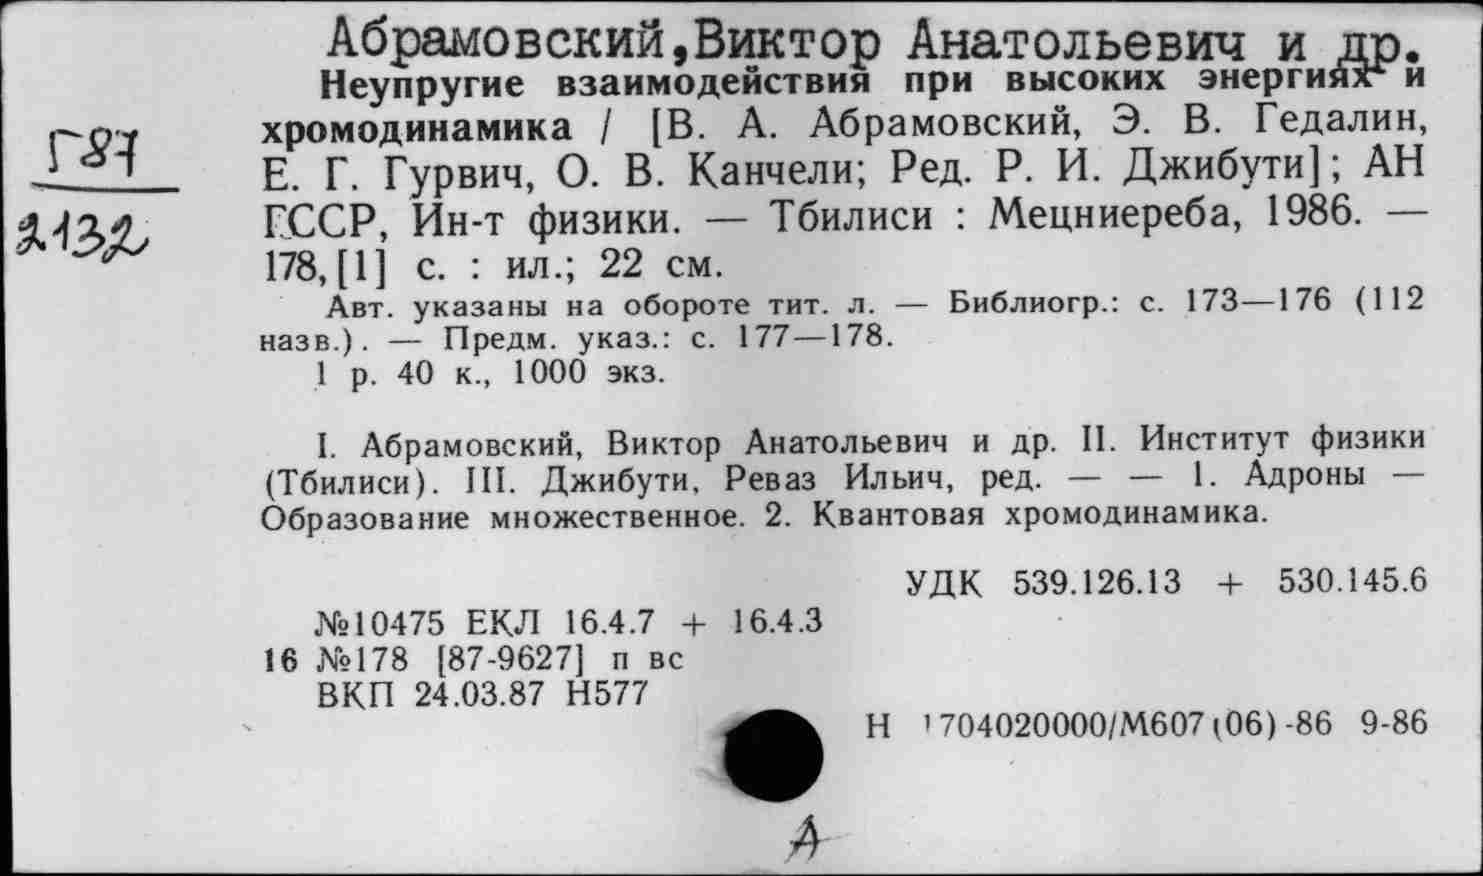 Абрамовский,Виктор Анатольевич и др.
Неупругие взаимодействия при высоких энергиях и
хромодинамика / [В. А. Абрамовский, Э. В. Гедалин,
Е. Г. Гурвич, О. В. Канчели; Ред. Р. И. Джибути]; АН
ГССР, Ин-т физики. — Тбилиси : Мецниереба, 1986. —
178, [1] с. : ил.; 22 см.
Авт. указаны на обороте тит. л. — Библиогр.: с. 173—176 (112
назв.). — Предм. указ.: с. 177—178.
1 р. 40 к., 1000 экз.
Г87
2132
I. Абрамовский, Виктор Анатольевич и др. II. Институт физики
(Тбилиси). III. Джибути, Реваз Ильич, ред. — — 1. Адроны —
Образование множественное. 2. Квантовая хромодинамика.
УДК 539.126.13 + 530.145.6
№10475 ЕКЛ 16.4.7 + 16.4.3
16 №178 [87-9627] п вс
ВКП 24.03.87 Н577
Н 1704020000/М607(06)-86 9-86
А